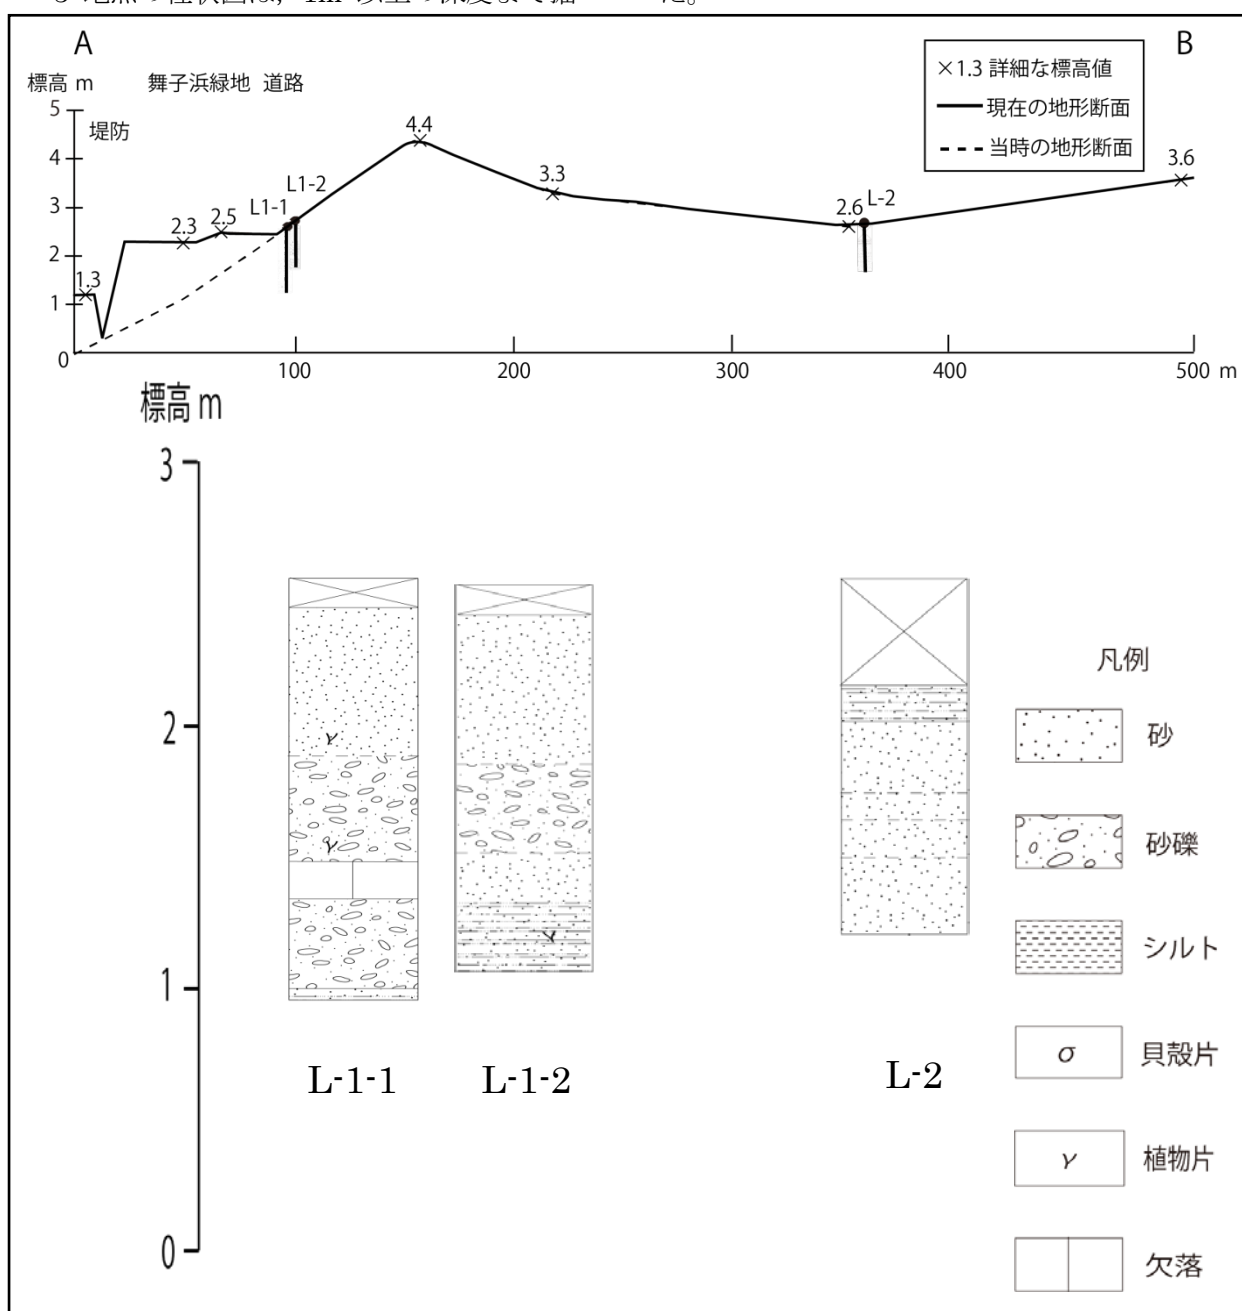 A
B
標高 m
舞子浜緑地 道路
堤防
5
4
3
2
1
0
1.3
2.3
2.5
L1-1
L1-2
4.4
3.3
2.6
L-2
3.6
×1.3 詳細な標高値
現在の地形断面
当時の地形断面
100
200
300
400
500 m
標高 m
3
2
1
0
γ
γ
γ
L-1-1
L-1-2
L-2
凡例
砂
砂礫
シルト
σ 貝殻片
γ 植物片
欠落